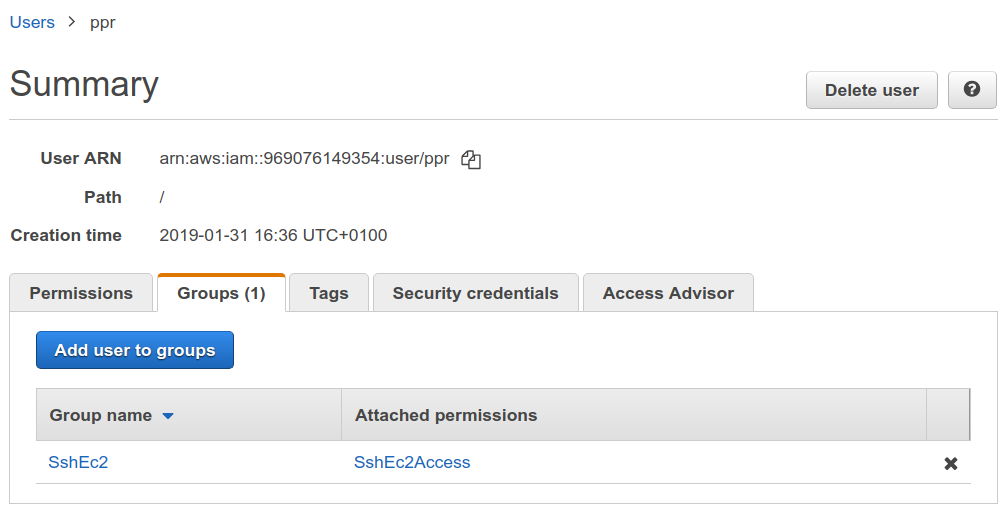 Users > ppr
Summary
Delete user
?
User ARN arn:aws:iam::969076149354:user/ppr
Path /
Creation time 2019-01-31 16:36 UTC+0100
Permissions Groups (1) Tags Security credentials Access Advisor
Add user to groups
Group name Attached permissions
SshEc2 SshEc2Access